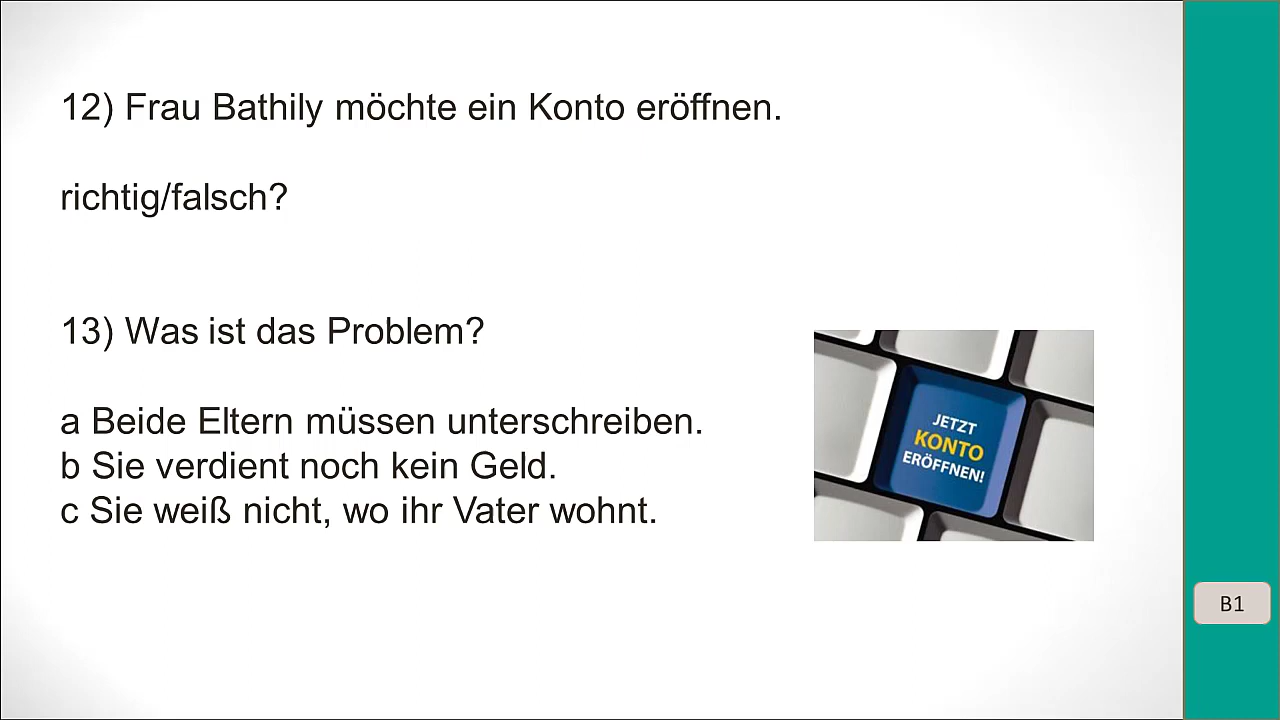 12) Frau Bathily möchte ein Konto eröffnen.
richtig/falsch?
13) Was ist das Problem?
a Beide Eltern müssen unterschreiben.
b Sie verdient noch kein Geld.
c Sie weiß nicht, wo ihr Vater wohnt.
JETZT
KONTO
ERÖFFNEN!
B1